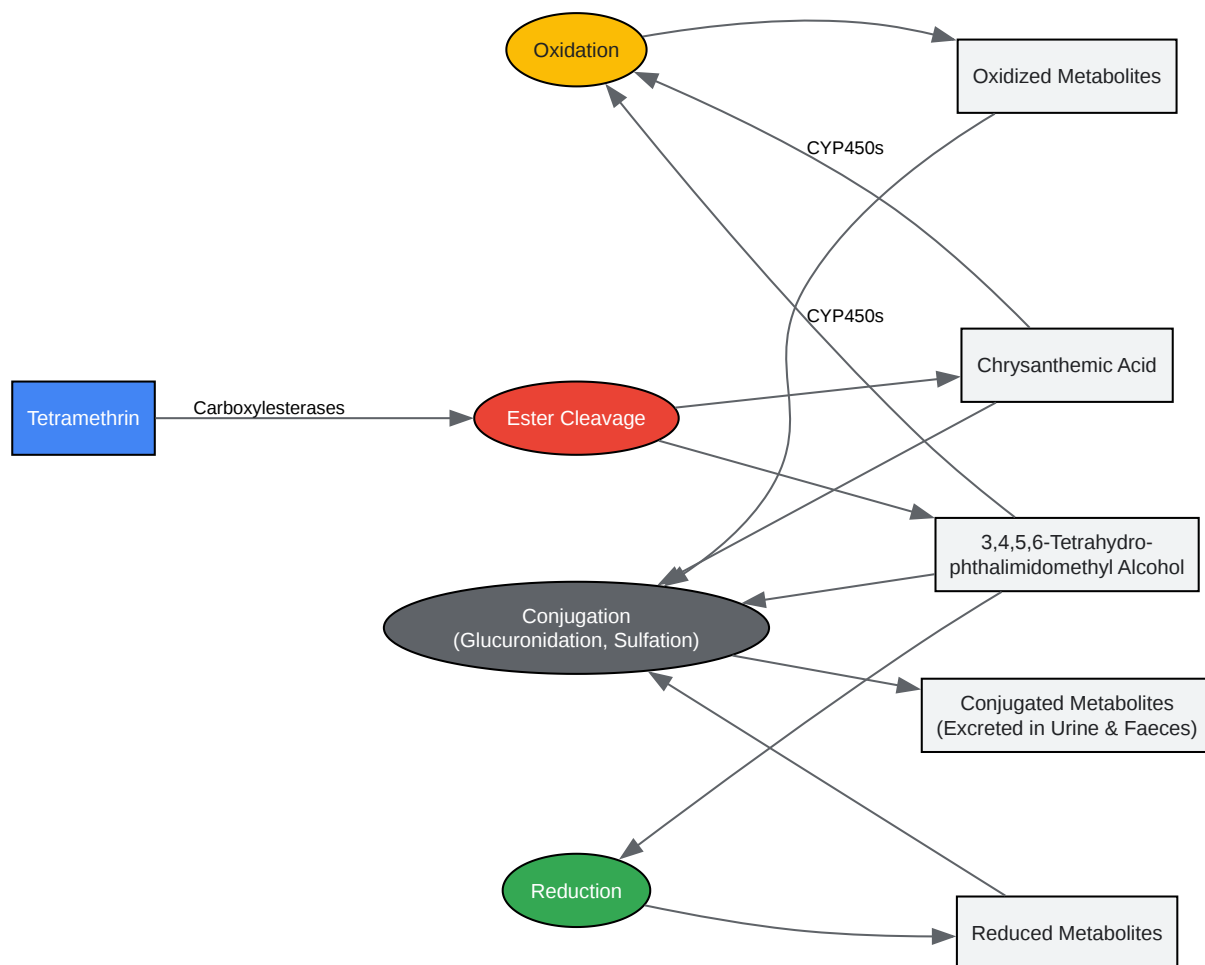 Oxidation
Oxidized Metabolites
CYP450s
CYP450s
Chrysanthemic Acid
Tetramethrin
Carboxylesterases
Ester Cleavage
3,4,5,6-Tetrahydro-
phthalimidomethyl Alcohol
Conjugation
(Glucuronidation, Sulfation)
Conjugated Metabolites
(Excreted in Urine & Faeces)
Reduction
Reduced Metabolites